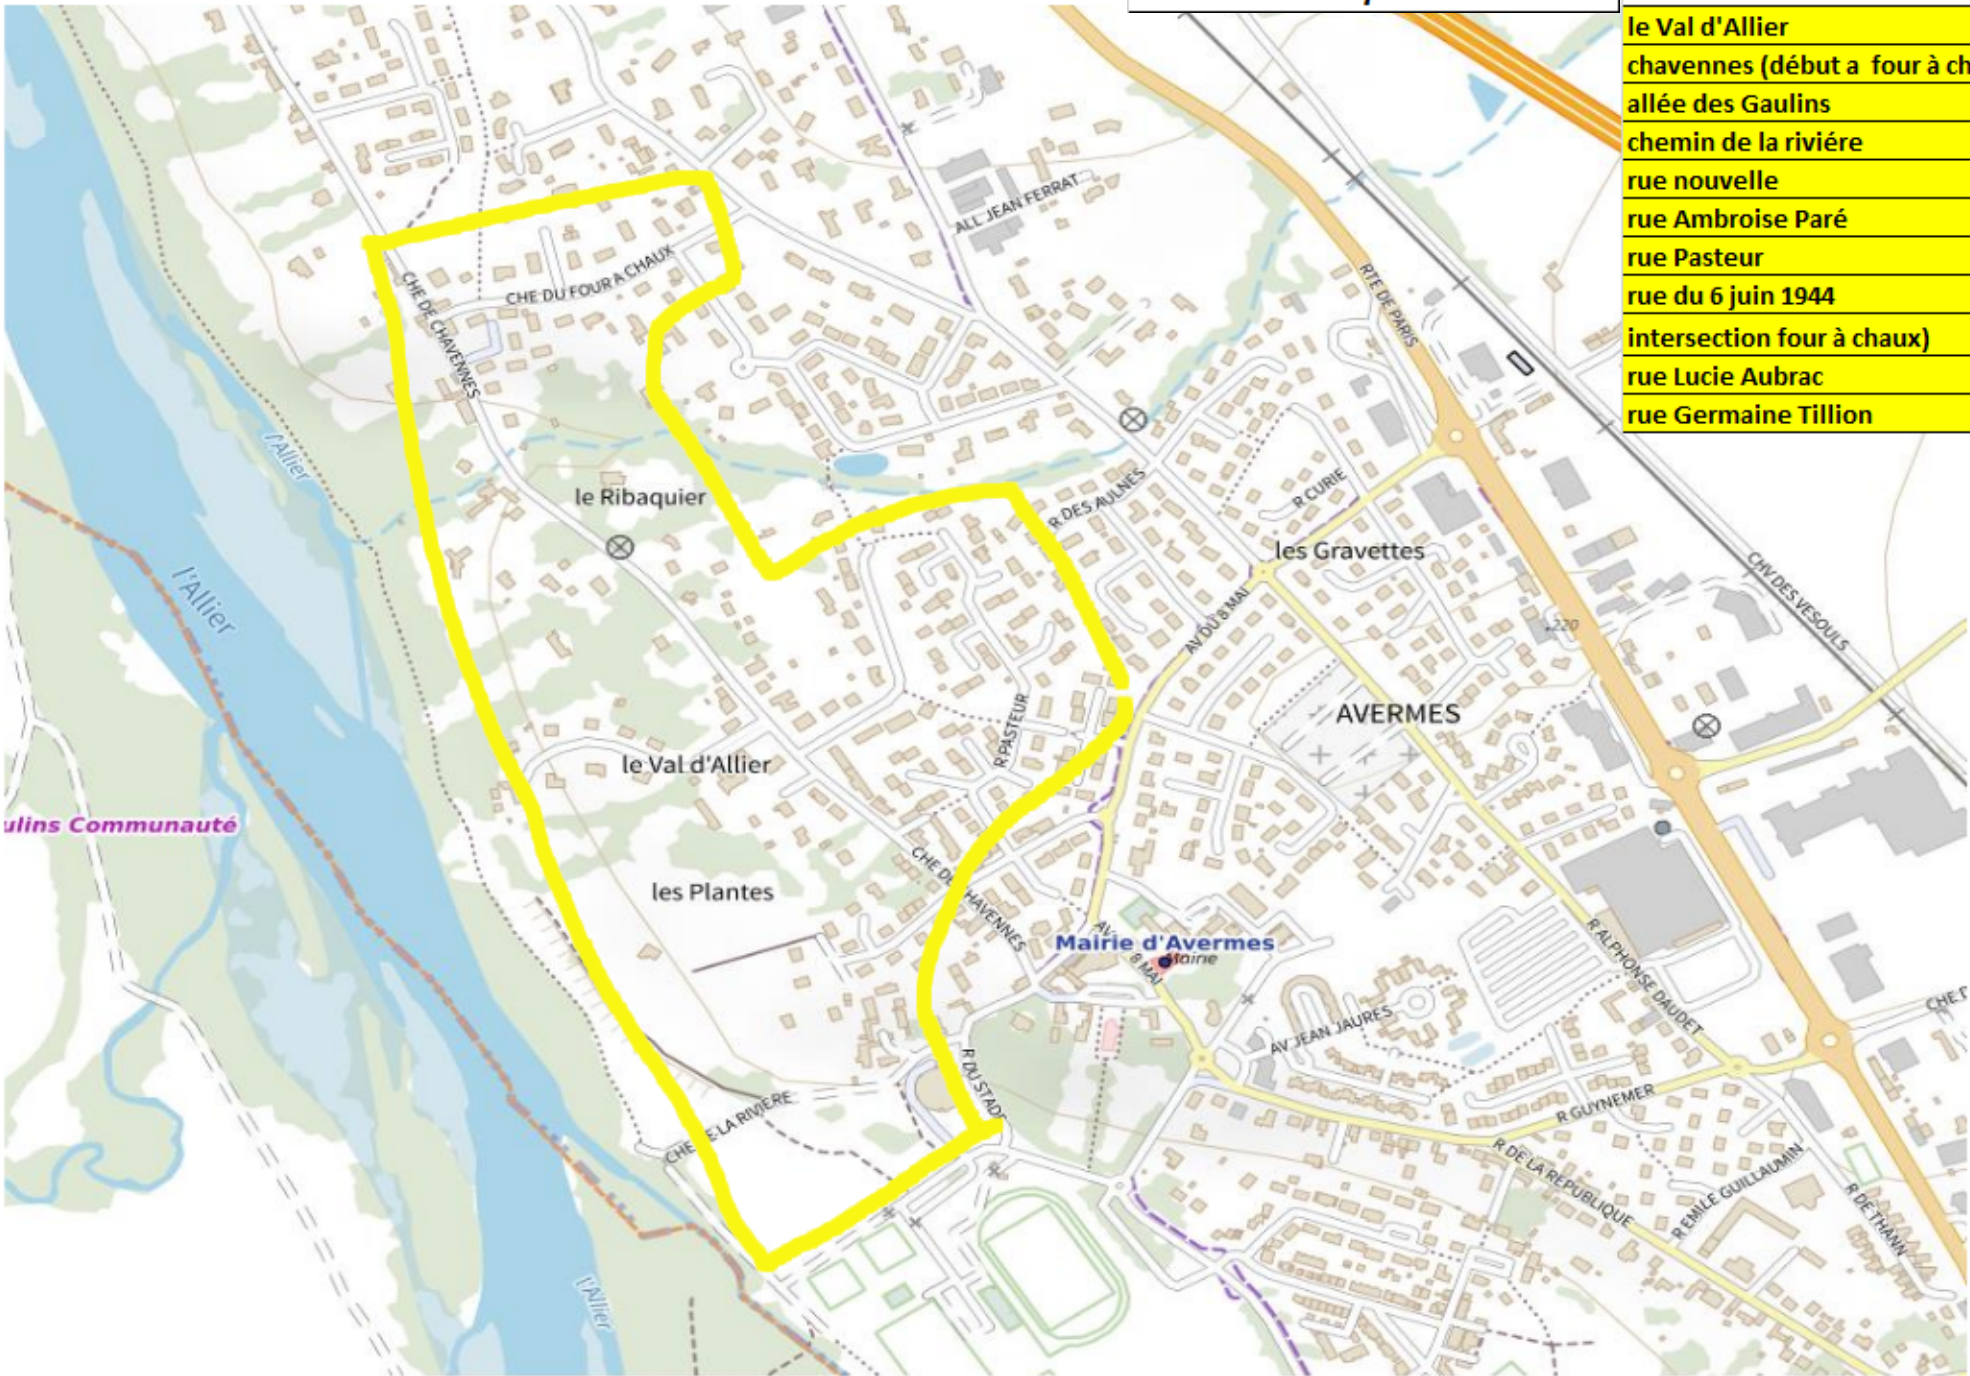 le Val d'Allier
chavennes (début a four à ch
allée des Gaulins
chemin de la riviére
rue nouvelle
rue Ambroise Paré
rue Pasteur
rue du 6 juin 1944
intersection four à chaux)
rue Lucie Aubrac
rue Germaine Tillion
ALL JEAN FERRAT
CHE DU FOUR A CHAUX
CHE DE CHAVENNES
RTE DE PARIS
l'Allier
le Ribaquier
R DES AULNES
R CURIE
les Gravettes
l'Allier
AV DU 8 MAI
CHV DES VESOULS
220
R PASTEUR
AVERMES
le Val d'Allier
ulins Communauté
les Plantes
CHE DE CHAVENNES
AV 8 MAI
Mairie d'Avermes
Mairie
R ALPHONSE DAUDET
CHE D
AV JEAN JAURES
R DU STADE
CHE DE LA RIVIERE
R GUYNEMER
R DE LA REPUBLIQUE
R EMILE GUILLAUMIN
R DE THANN
l'Allier